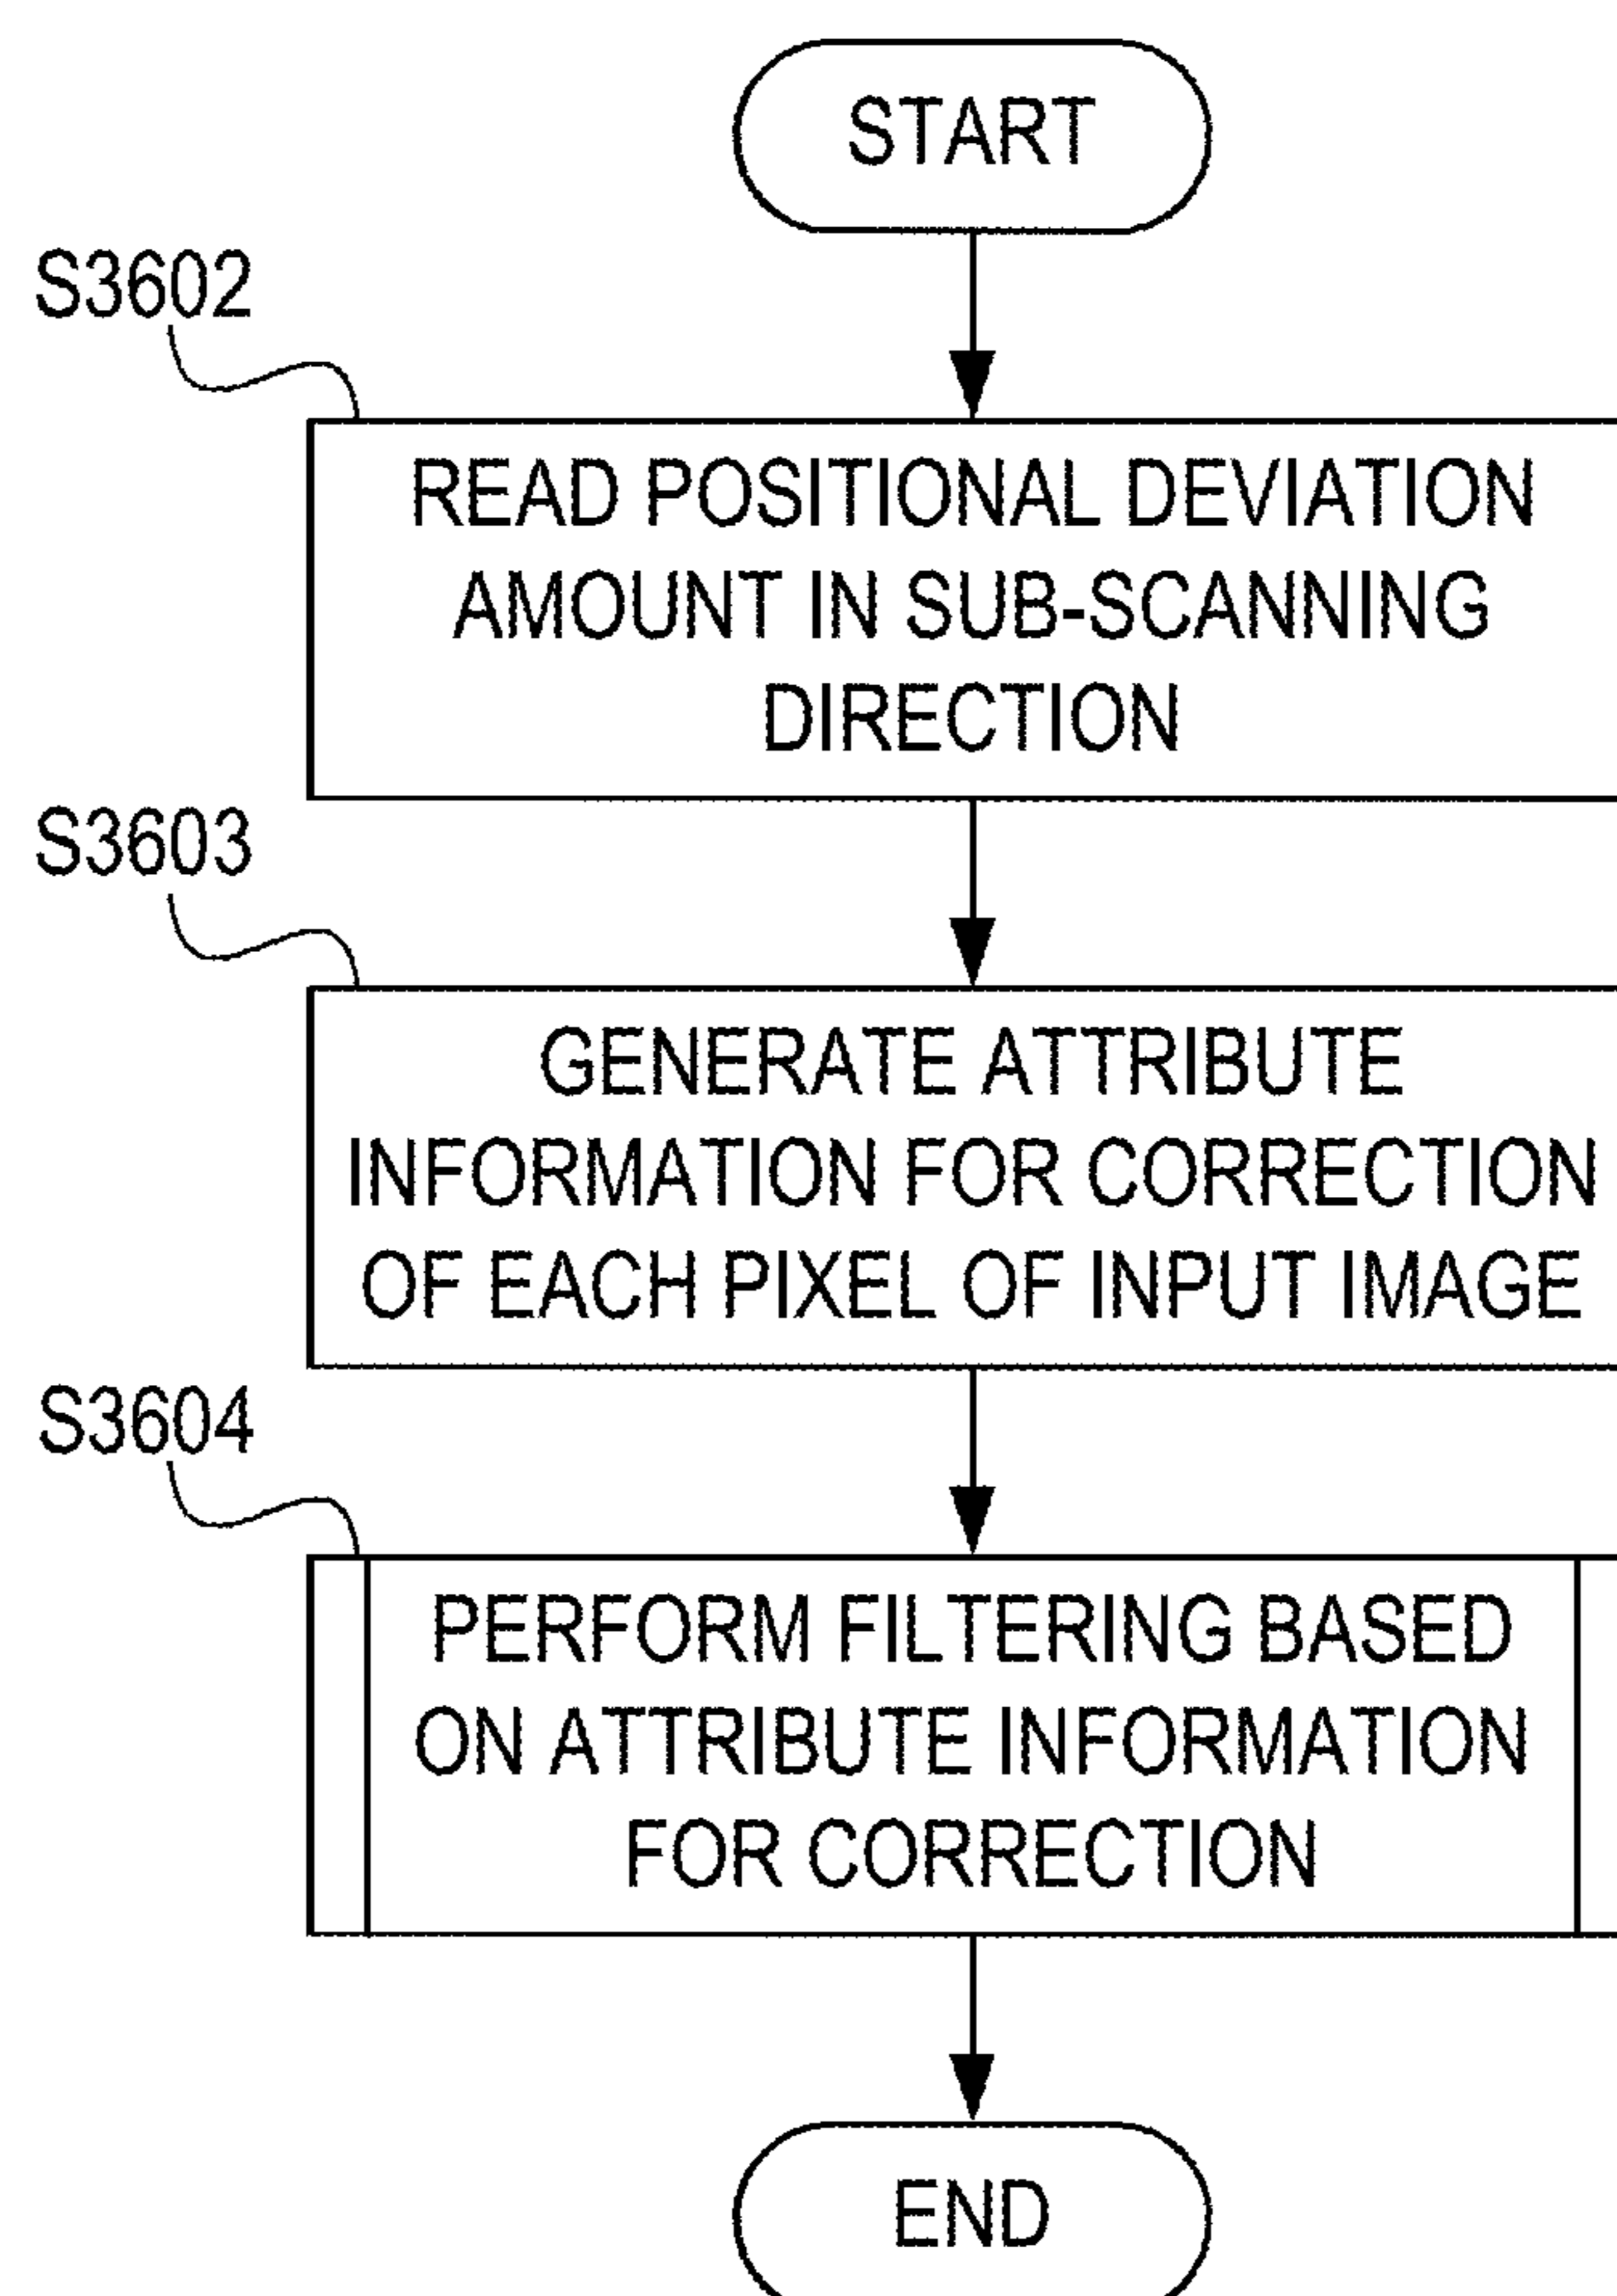 START
S3602
READ POSITIONAL DEVIATION
AMOUNT IN SUB-SCANNING
DIRECTION
S3603
GENERATE ATTRIBUTE
INFORMATION FOR CORRECTION
OF EACH PIXEL OF INPUT IMAGE
S3604
PERFORM FILTERING BASED
ON ATTRIBUTE INFORMATION
FOR CORRECTION
END